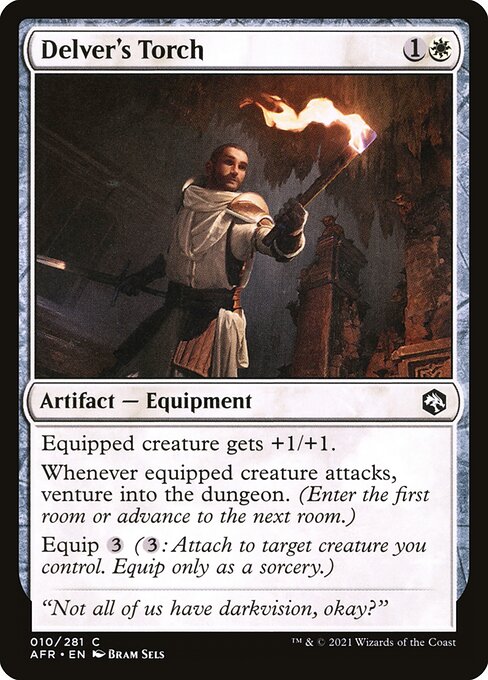 Delver's Torch 1
Artifact — Equipment
Equipped creature gets +1/+1.
Whenever equipped creature attacks,
venture into the dungeon. (Enter the first
room or advance to the next room.)
Equip 3 (3: Attach to target creature you
control. Equip only as a sorcery.)
"Not all of us have darkvision, okay?"
010/281 C
AFR • EN Bram Sels
™ & © 2021 Wizards of the Coast